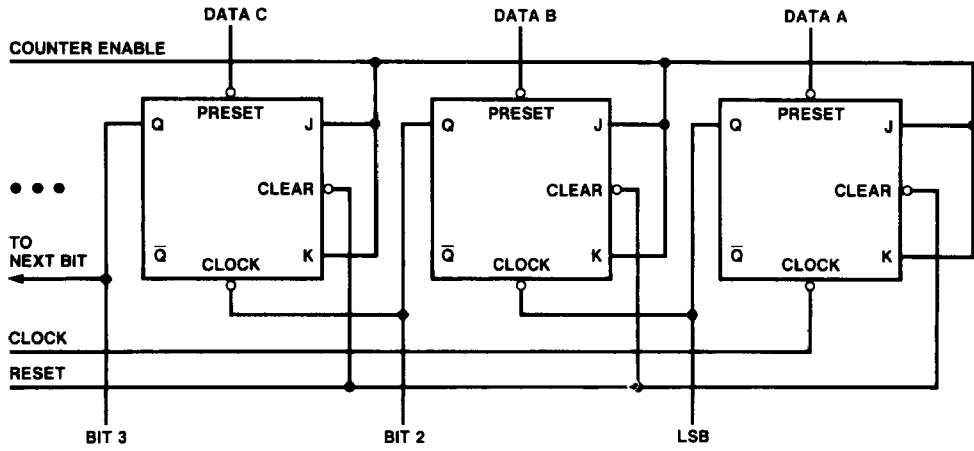 DATA C
DATA B
DATA A
COUNTER ENABLE
PRESET
PRESET
PRESET
Q
J
Q
J
Q
J
CLEAR
CLEAR
CLEAR
TO
NEXT BIT
Q̅
K
Q̅
K
Q̅
K
CLOCK
CLOCK
CLOCK
CLOCK
RESET
BIT 3
BIT 2
LSB